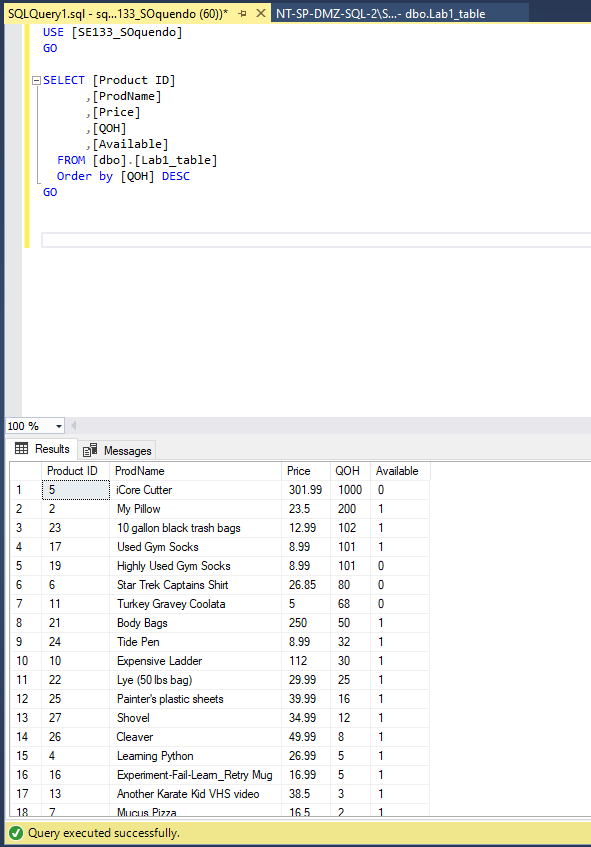 SQLQuery1.sql - sq...133_SOquendo (60))* NT-SP-DMZ-SQL-2\S...- dbo.Lab1_table
USE [SE133_SOquendo]
GO
SELECT [Product ID]
,[ProdName]
,[Price]
,[QOH]
,[Available]
FROM [dbo].[Lab1_table]
Order by [QOH] DESC
GO
100 %
Results Messages
Product ID ProdName Price QOH Available
1 5 iCore Cutter 301.99 1000 0
2 2 My Pillow 23.5 200 1
3 23 10 gallon black trash bags 12.99 102 1
4 17 Used Gym Socks 8.99 101 1
5 19 Highly Used Gym Socks 8.99 101 0
6 6 Star Trek Captains Shirt 26.85 80 0
7 11 Turkey Gravey Coolata 5 68 0
8 21 Body Bags 250 50 1
9 24 Tide Pen 8.99 32 1
10 10 Expensive Ladder 112 30 1
11 22 Lye (50 lbs bag) 29.99 25 1
12 25 Painter's plastic sheets 39.99 16 1
13 27 Shovel 34.99 12 1
14 26 Cleaver 49.99 8 1
15 4 Learning Python 26.99 5 1
16 16 Experiment-Fail-Learn_Retry Mug 16.99 5 1
17 13 Another Karate Kid VHS video 38.5 3 1
18 7 Mucus Pizza 16.5 2 1
Query executed successfully.